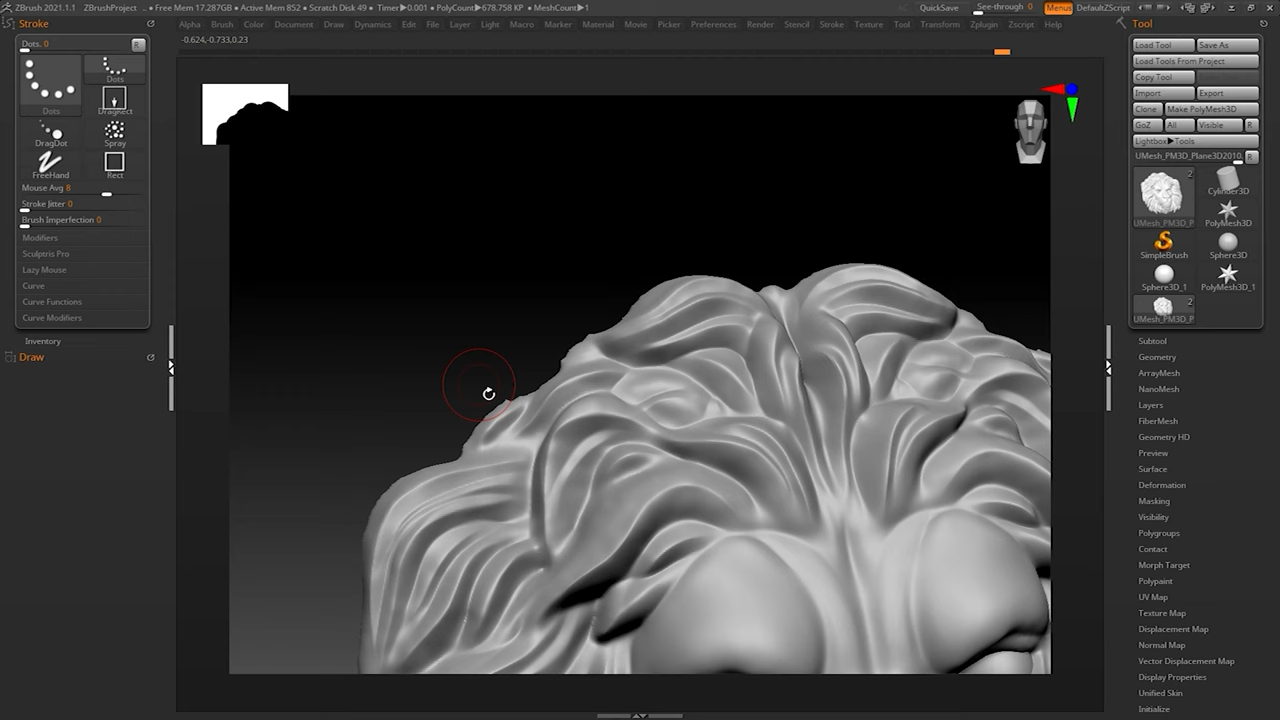 ZBrush 2021.1.1 ZBrushProject .. • Free Mem 17.287GB • Active Mem 852 • Scratch Disk 49 • Timer▶0.001 • PolyCount▶678.758 KP • MeshCount▶1 QuickSave See-through 0 Menus DefaultZScript
Alpha Brush Color Document Draw Dynamics Edit File Layer Light Macro Marker Material Movie Picker Preferences Render Stencil Stroke Texture Tool Transform Zplugin Zscript Help
-0.624,-0.733,0.23
Stroke
Dots. 0
R
Dots
Dots
DragRect
DragDot
Spray
FreeHand
Rect
Mouse Avg 8
Stroke Jitter 0
Brush Imperfection 0
Modifiers
Sculptris Pro
Lazy Mouse
Curve
Curve Functions
Curve Modifiers
Inventory
Draw
Tool
Load Tool Save As
Load Tools From Project
Copy Tool
Import Export
Clone Make PolyMesh3D
GoZ All Visible R
Lightbox▶Tools
UMesh_PM3D_Plane3D2010. R
2
UMesh_PM3D_P
Cylinder3D
PolyMesh3D
SimpleBrush Sphere3D
Sphere3D_1 PolyMesh3D_1
2
UMesh_PM3D_P
Subtool
Geometry
ArrayMesh
NanoMesh
Layers
FiberMesh
Geometry HD
Preview
Surface
Deformation
Masking
Visibility
Polygroups
Contact
Morph Target
Polypaint
UV Map
Texture Map
Displacement Map
Normal Map
Vector Displacement Map
Display Properties
Unified Skin
Initialize